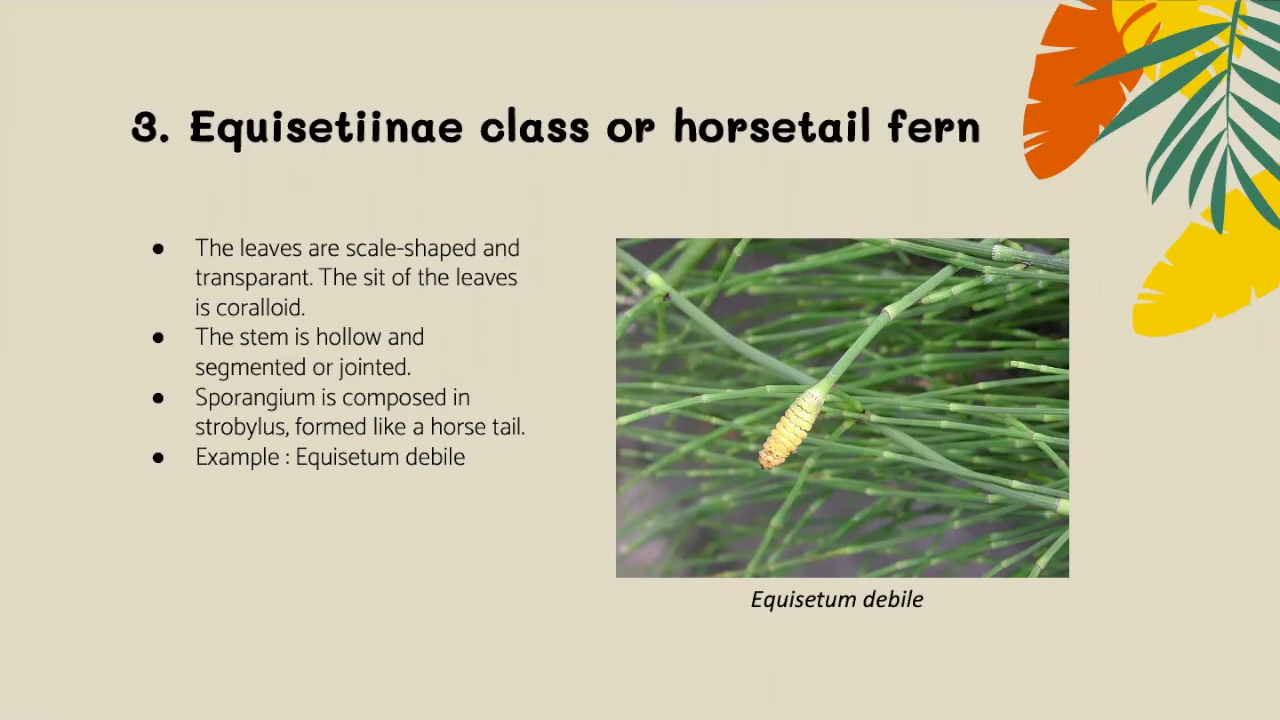 3. Equisetiinae class or horsetail fern
● The leaves are scale-shaped and
transparant. The sit of the leaves
is coralloid.
● The stem is hollow and
segmented or jointed.
● Sporangium is composed in
strobylus, formed like a horse tail.
● Example : Equisetum debile
Equisetum debile